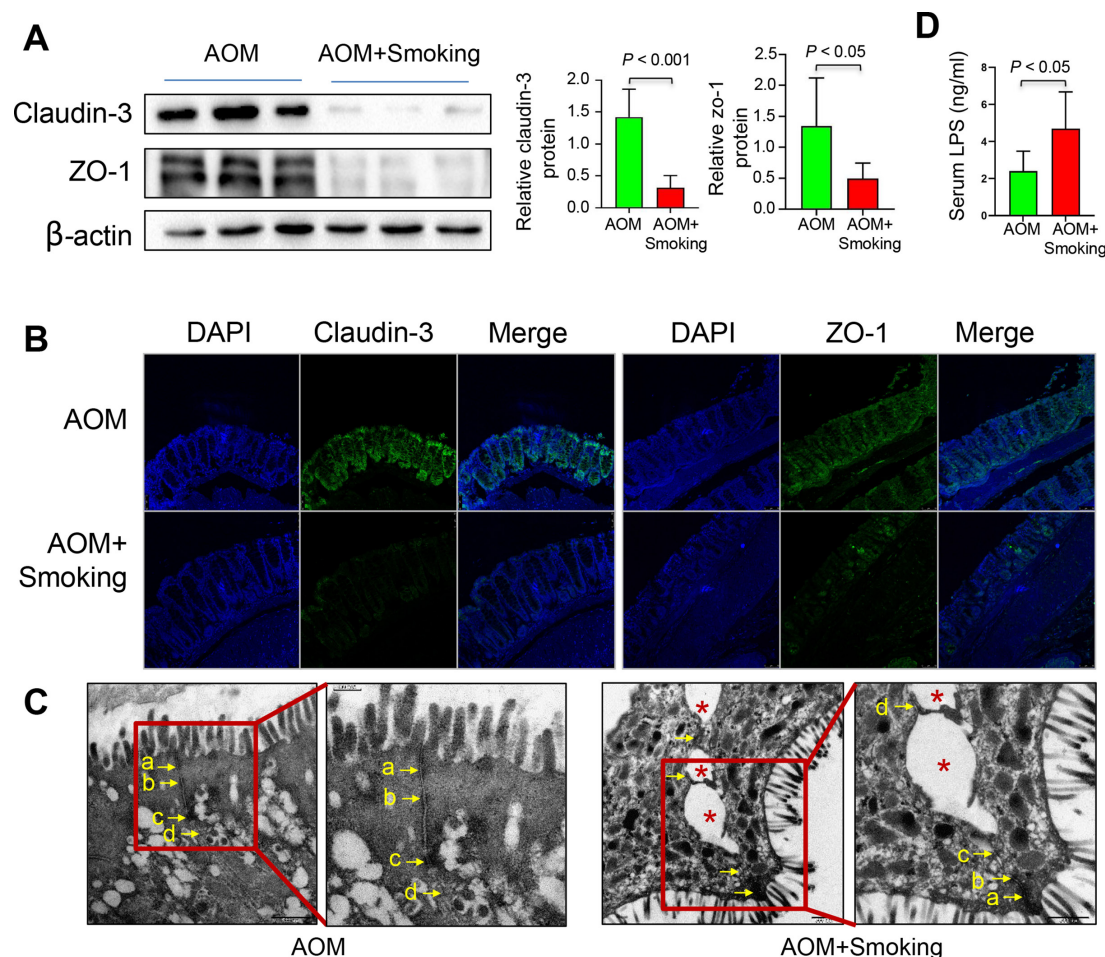 A
AOM
AOM+Smoking
Claudin-3
ZO-1
β-actin
Relative claudin-3
protein
P < 0.001
2.0
1.5
1.0
0.5
0.0
AOM
AOM+
Smoking
Relative zo-1
protein
P < 0.05
2.5
2.0
1.5
1.0
0.5
0.0
AOM
AOM+
Smoking
D
Serum LPS (ng/ml)
P < 0.05
8
6
4
2
0
AOM
AOM+
Smoking
B
DAPI
Claudin-3
Merge
DAPI
ZO-1
Merge
AOM
AOM+
Smoking
C
a
b
c
d
a
b
c
d
*
*
*
d
*
*
c
b
a
AOM
AOM+Smoking